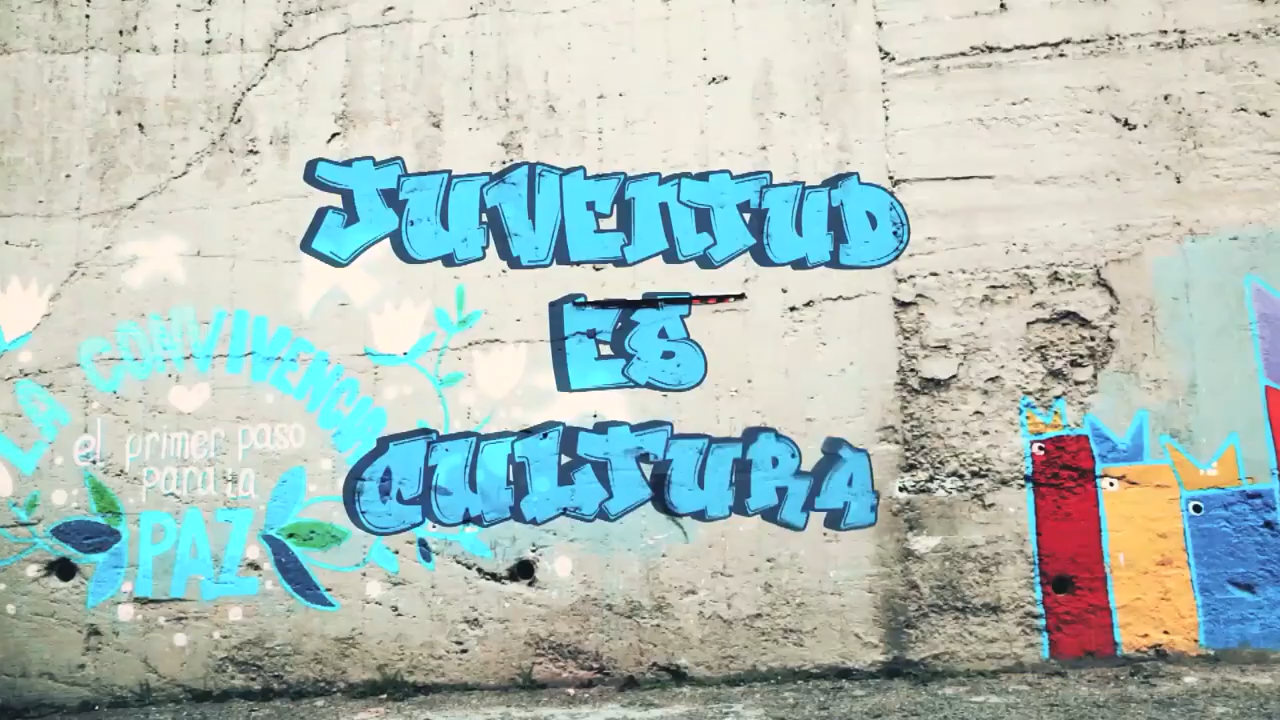 JUVENTUD
ES
CULTURA
LA CONVIVENCIA
el primer paso
para la
PAZ